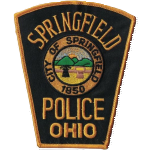 SPRINGFIELD
CITY OF SPRINGFIELD
1850
POLICE
OHIO